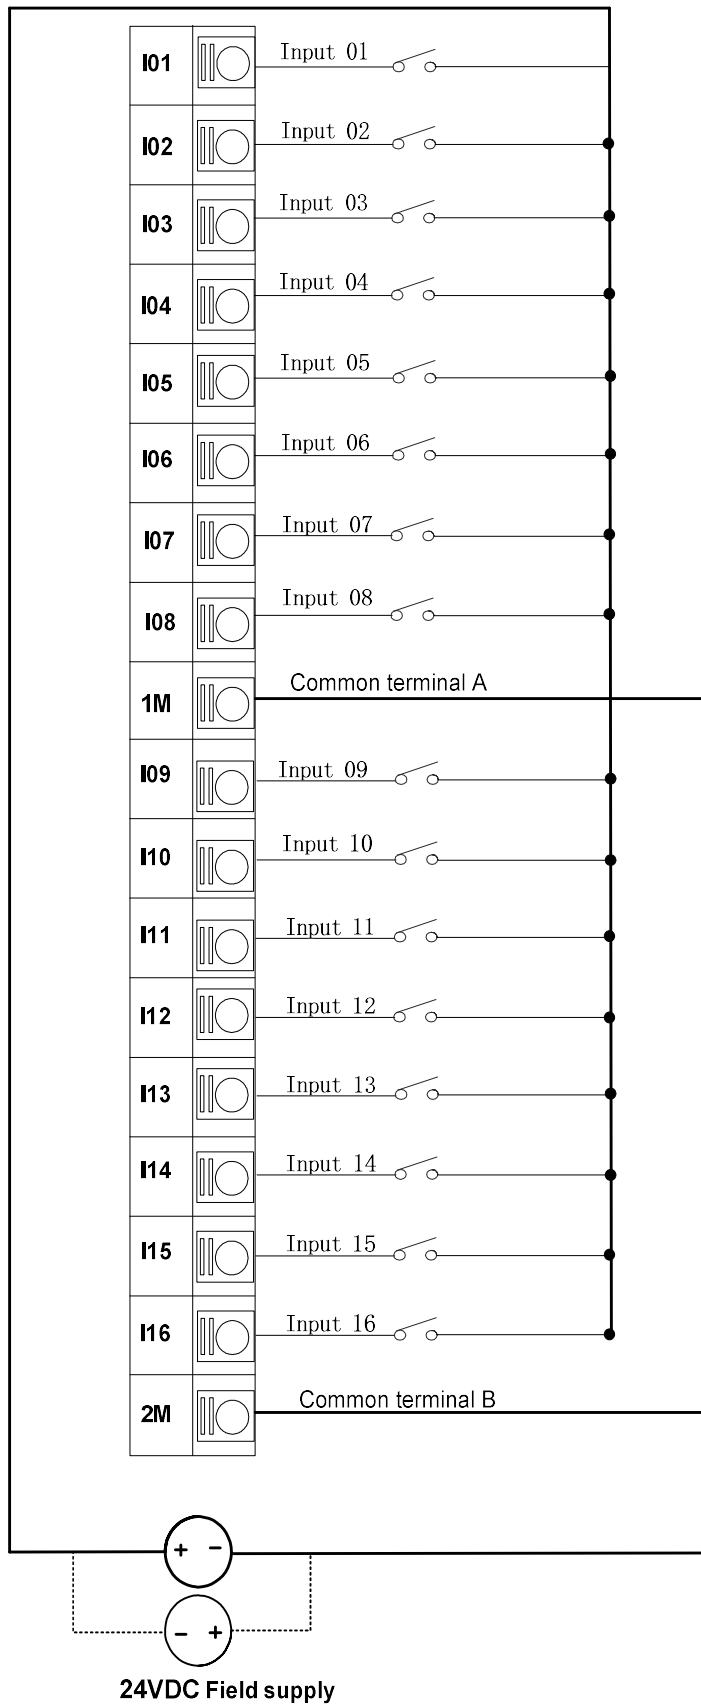 I01 Input 01
I02 Input 02
I03 Input 03
I04 Input 04
I05 Input 05
I06 Input 06
I07 Input 07
I08 Input 08
1M Common terminal A
I09 Input 09
I10 Input 10
I11 Input 11
I12 Input 12
I13 Input 13
I14 Input 14
I15 Input 15
I16 Input 16
2M Common terminal B
+ -
- +
24VDC Field supply